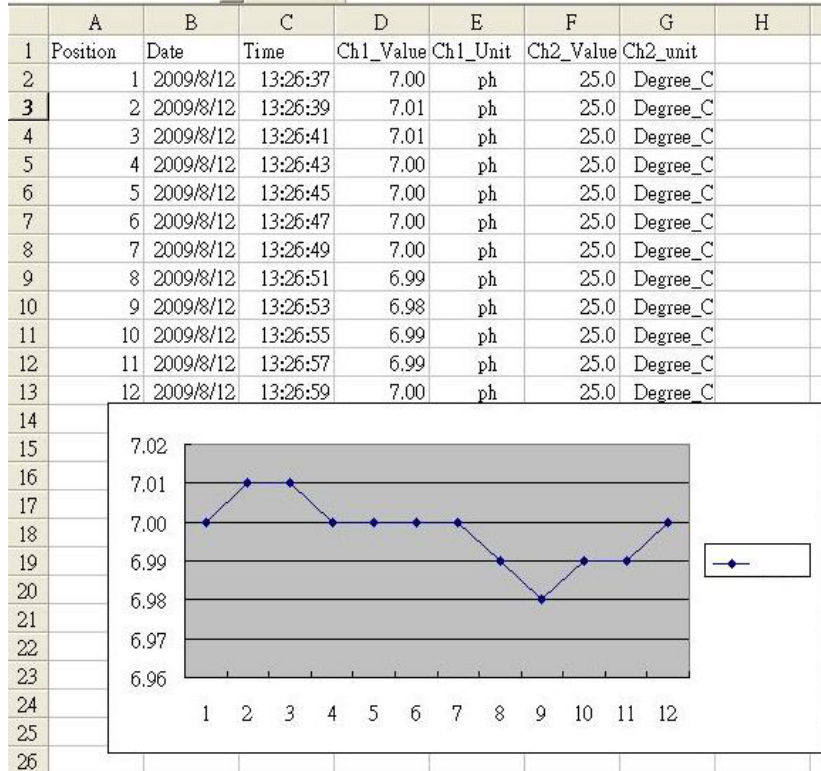 A B C D E F G H
1 Position Date Time Ch1_Value Ch1_Unit Ch2_Value Ch2_unit
2 1 2009/8/12 13:26:37 7.00 ph 25.0 Degree_C
3 2 2009/8/12 13:26:39 7.01 ph 25.0 Degree_C
4 3 2009/8/12 13:26:41 7.01 ph 25.0 Degree_C
5 4 2009/8/12 13:26:43 7.00 ph 25.0 Degree_C
6 5 2009/8/12 13:26:45 7.00 ph 25.0 Degree_C
7 6 2009/8/12 13:26:47 7.00 ph 25.0 Degree_C
8 7 2009/8/12 13:26:49 7.00 ph 25.0 Degree_C
9 8 2009/8/12 13:26:51 6.99 ph 25.0 Degree_C
10 9 2009/8/12 13:26:53 6.98 ph 25.0 Degree_C
11 10 2009/8/12 13:26:55 6.99 ph 25.0 Degree_C
12 11 2009/8/12 13:26:57 6.99 ph 25.0 Degree_C
13 12 2009/8/12 13:26:59 7.00 ph 25.0 Degree_C
14
15 7.02
16 7.01
17
18 7.00
19 6.99
20 6.98
21
22 6.97
23 6.96
24 1 2 3 4 5 6 7 8 9 10 11 12
25
26